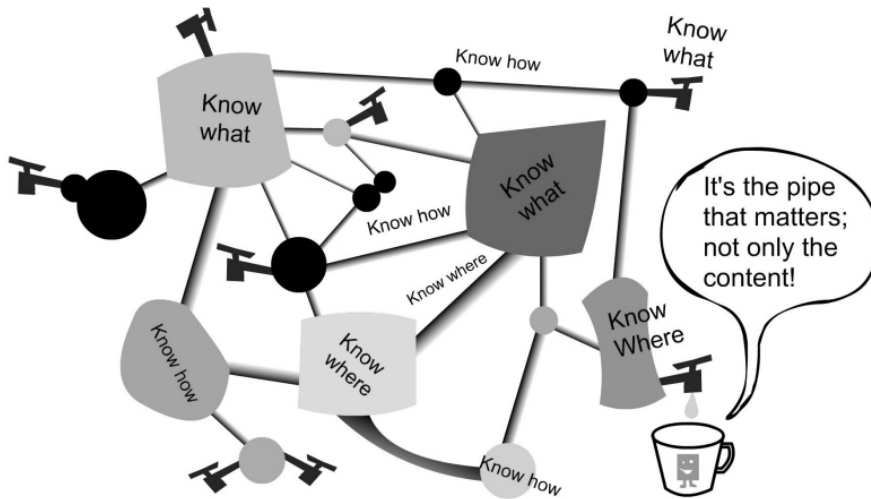 Know how
Know
what
Know
what
Know
what
Know how
Know where
It's the pipe
that matters;
not only the
content!
Know
Where
Know how
Know
where
Know how